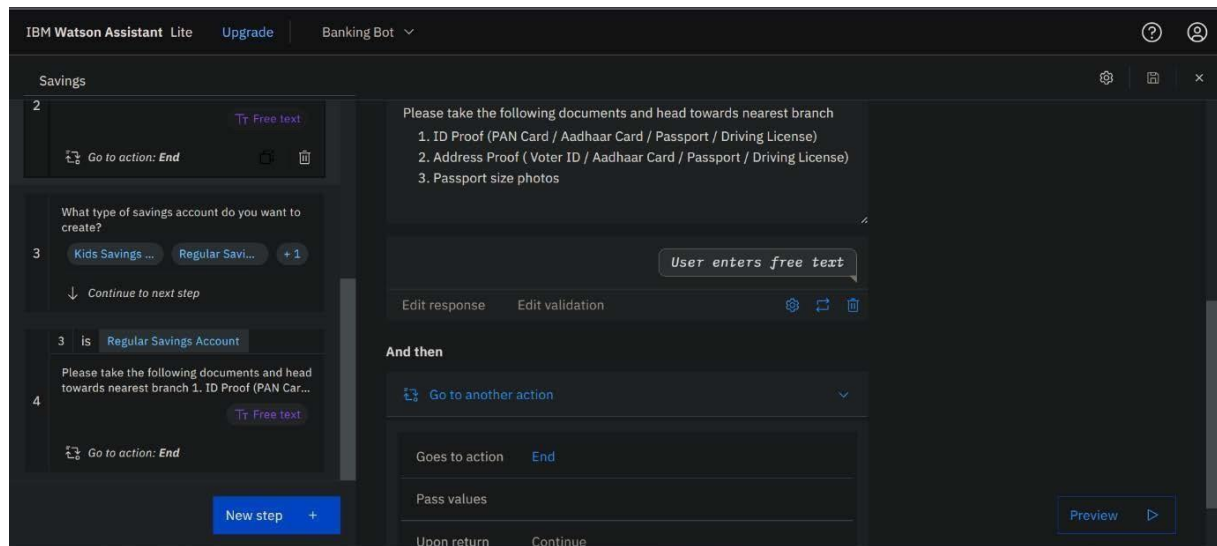 IBM Watson Assistant Lite Upgrade Banking Bot
Savings
2
Tт Free text
Go to action: End
What type of savings account do you want to
create?
3 Kids Savings ... Regular Savi... +1
Continue to next step
3 is Regular Savings Account
Please take the following documents and head
towards nearest branch 1. ID Proof (PAN Car...
4
Tт Free text
Go to action: End
New step +
Please take the following documents and head towards nearest branch
1. ID Proof (PAN Card / Aadhaar Card / Passport / Driving License)
2. Address Proof ( Voter ID / Aadhaar Card / Passport / Driving License)
3. Passport size photos
User enters free text
Edit response Edit validation
And then
Go to another action
Goes to action End
Pass values
Upon return Continue
Preview